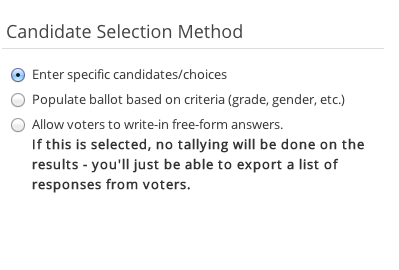 Candidate Selection Method
Enter specific candidates/choices
Populate ballot based on criteria (grade, gender, etc.)
Allow voters to write-in free-form answers.
If this is selected, no tallying will be done on the
results - you'll just be able to export a list of
responses from voters.